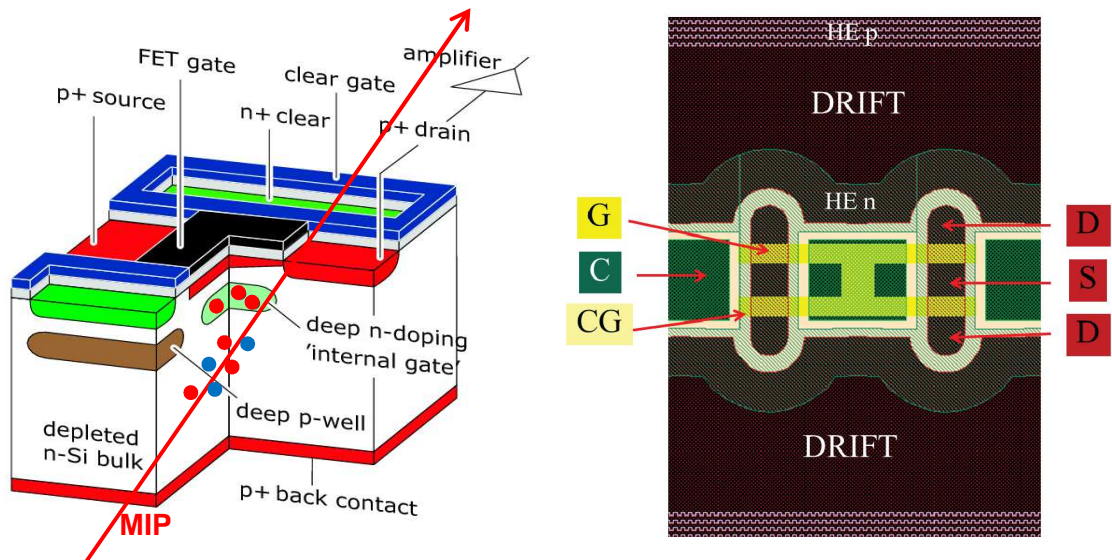 amplifier
FET gate
clear gate
p+ source
n+ clear
p+ drain
deep n-doping
'internal gate'
deep p-well
depleted
n-Si bulk
p+ back contact
MIP
HE p
DRIFT
HE n
G
C
CG
D
S
D
DRIFT